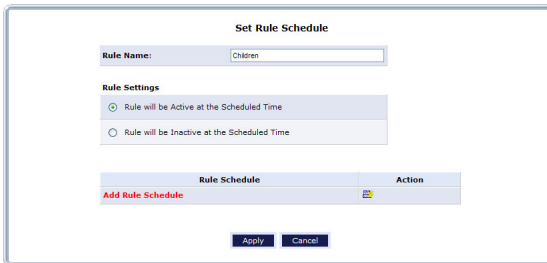 Set Rule Schedule
Rule Name: Children
Rule Settings
Rule will be Active at the Scheduled Time
Rule will be Inactive at the Scheduled Time
Rule Schedule Action
Add Rule Schedule
Apply Cancel